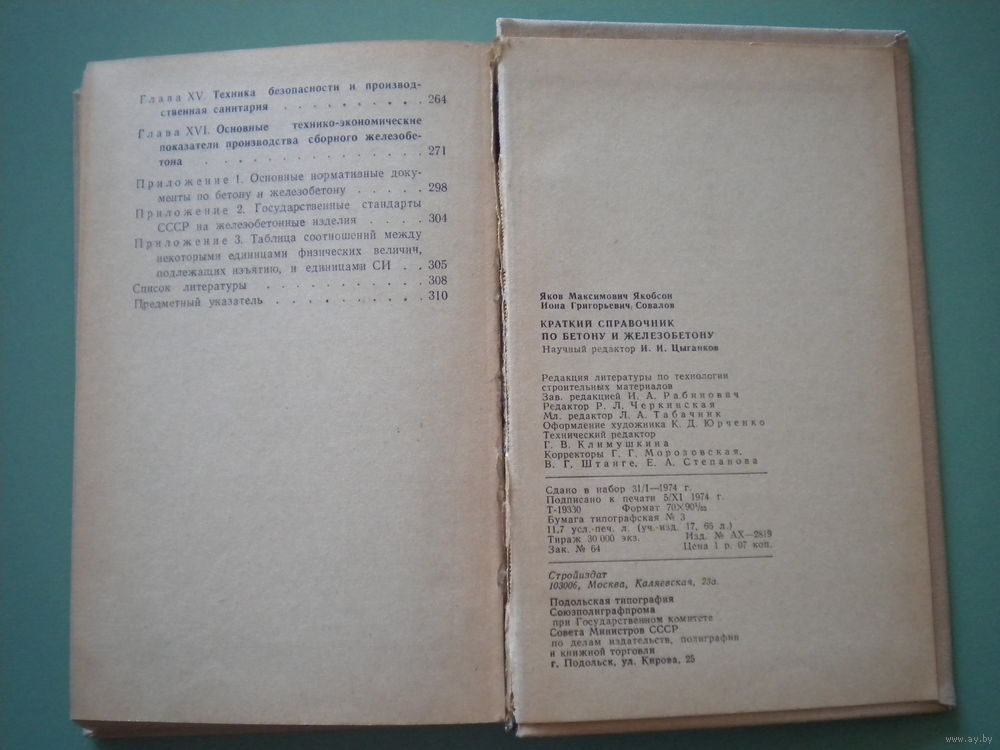 Глава XV. Техника безопасности и производ-
ственная санитария . . . . . . . . . 264
Глава XVI. Основные технико-экономические
показатели производства сборного железобе-
тона . . . . . . . . . . . . . . 271
Приложение 1. Основные нормативные доку-
менты по бетону и железобетону . . . . . 298
Приложение 2. Государственные стандарты
СССР на железобетонные изделия . . . . 304
Приложение 3. Таблица соотношений между
некоторыми единицами физических величин,
подлежащих изъятию, и единицами СИ . . 305
Список литературы . . . . . . . . . . 308
Предметный указатель . . . . . . . . . . 310
Яков Максимович Якобсон
Иона Григорьевич Совалов
КРАТКИЙ СПРАВОЧНИК
ПО БЕТОНУ И ЖЕЛЕЗОБЕТОНУ
Научный редактор И. И. Цыганков
Редакция литературы по технологии
строительных материалов
Зав. редакцией И. А. Рабинович
Редактор Р. Л. Черкинская
Мл. редактор Л. А. Табачник
Оформление художника К. Д. Юрченко
Технический редактор
Г. В. Климушкина
Корректоры Г. Г. Морозовская,
В. Г. Штанге, Е. А. Степанова
Сдано в набор 31/I—1974 г.
Подписано к печати 5/XI 1974 г.
Т-19330 Формат 70×90¹/₃₂
Бумага типографская № 3
11,7 усл.-печ. л. (уч.-изд. 17, 66 л.)
Тираж 30 000 экз. Изд. № АХ—2819
Зак. № 64 Цена 1 р. 07 коп.
Стройиздат
103006, Москва, Каляевская, 23а.
Подольская типография
Союзполиграфпрома
при Государственном комитете
Совета Министров СССР
по делам издательств, полиграфии
и книжной торговли
г. Подольск, ул. Кирова, 25
www.ay.by